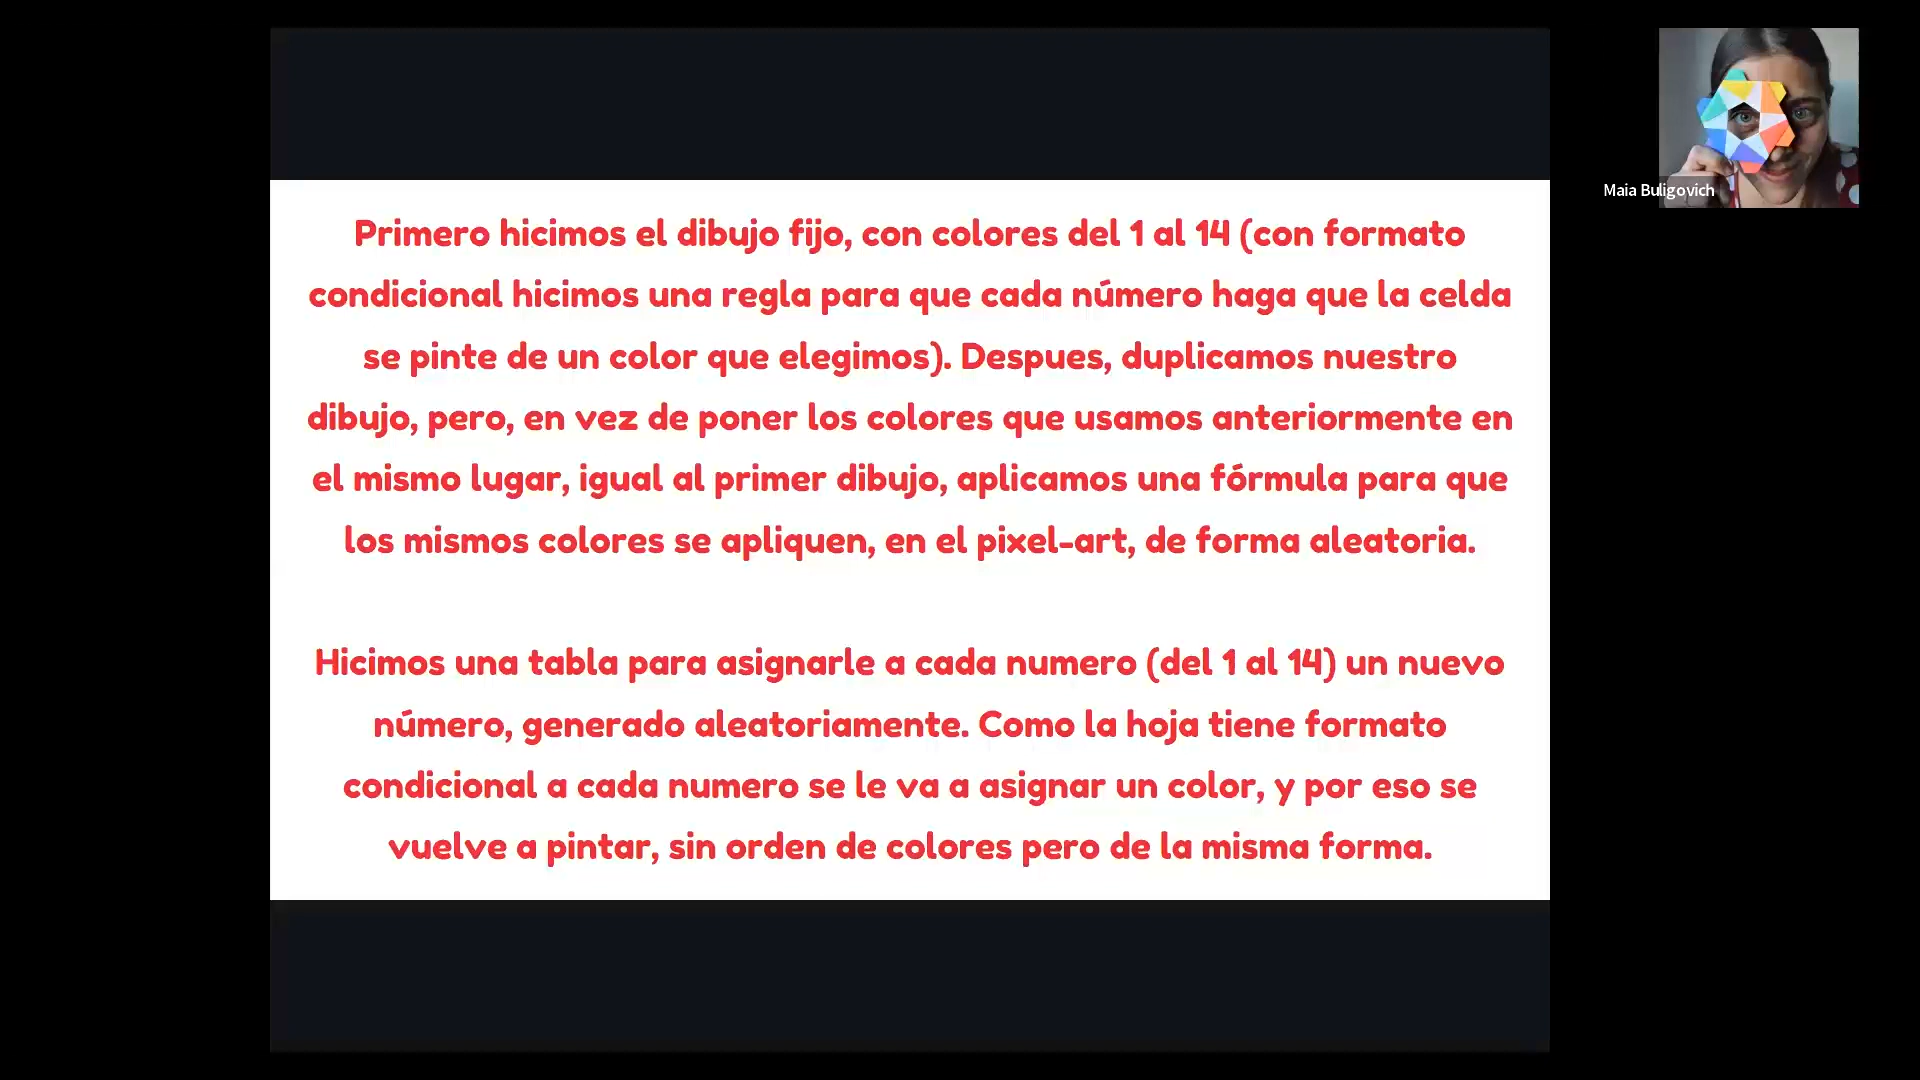 Primero hicimos el dibujo fijo, con colores del 1 al 14 (con formato
condicional hicimos una regla para que cada número haga que la celda
se pinte de un color que elegimos). Despues, duplicamos nuestro
dibujo, pero, en vez de poner los colores que usamos anteriormente en
el mismo lugar, igual al primer dibujo, aplicamos una fórmula para que
los mismos colores se apliquen, en el pixel-art, de forma aleatoria.
Hicimos una tabla para asignarle a cada numero (del 1 al 14) un nuevo
número, generado aleatoriamente. Como la hoja tiene formato
condicional a cada numero se le va a asignar un color, y por eso se
vuelve a pintar, sin orden de colores pero de la misma forma.
Maia Buligovich